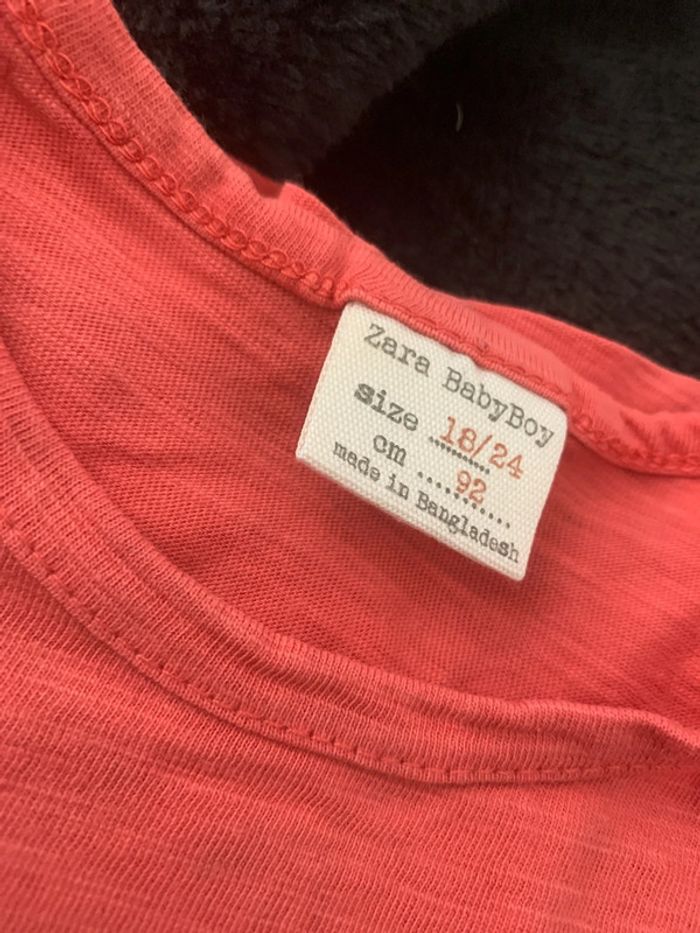 Zara BabyBoy
size 18/24
cm 92
made in Bangladesh